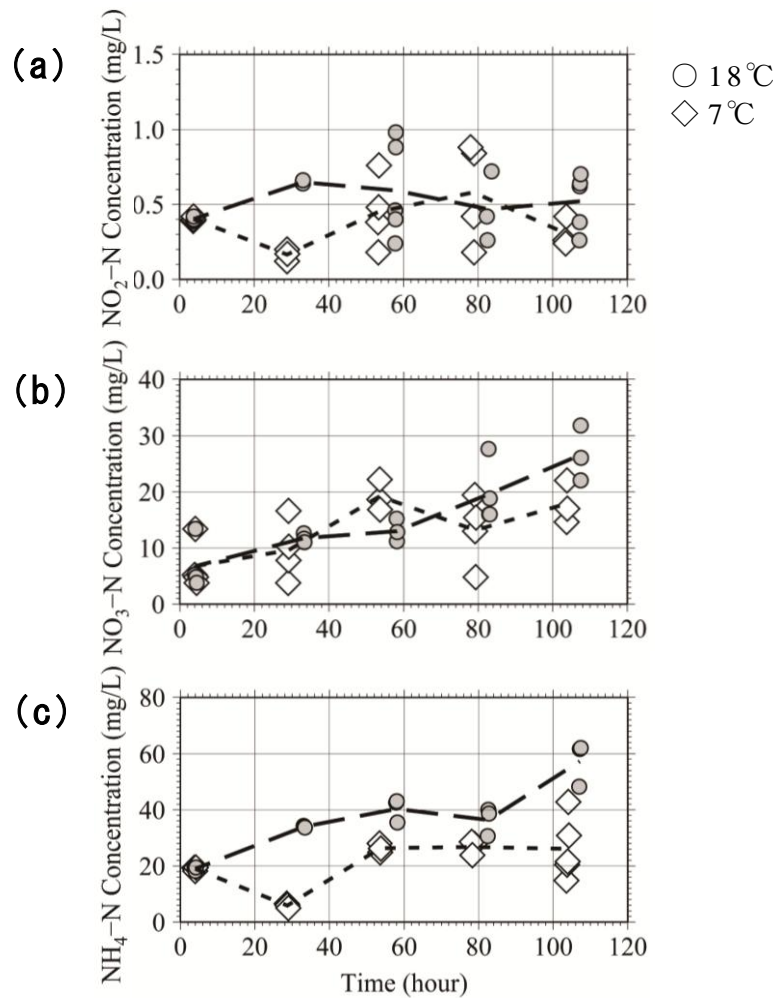 (a)
NO₂−N Concentration (mg/L)
1.5
1.0
0.5
0.0
0 20 40 60 80 100 120
18℃
7℃
(b)
NO₃−N Concentration (mg/L)
40
30
20
10
0
0 20 40 60 80 100 120
(c)
NH₄−N Concentration (mg/L)
80
60
40
20
0
0 20 40 60 80 100 120
Time (hour)